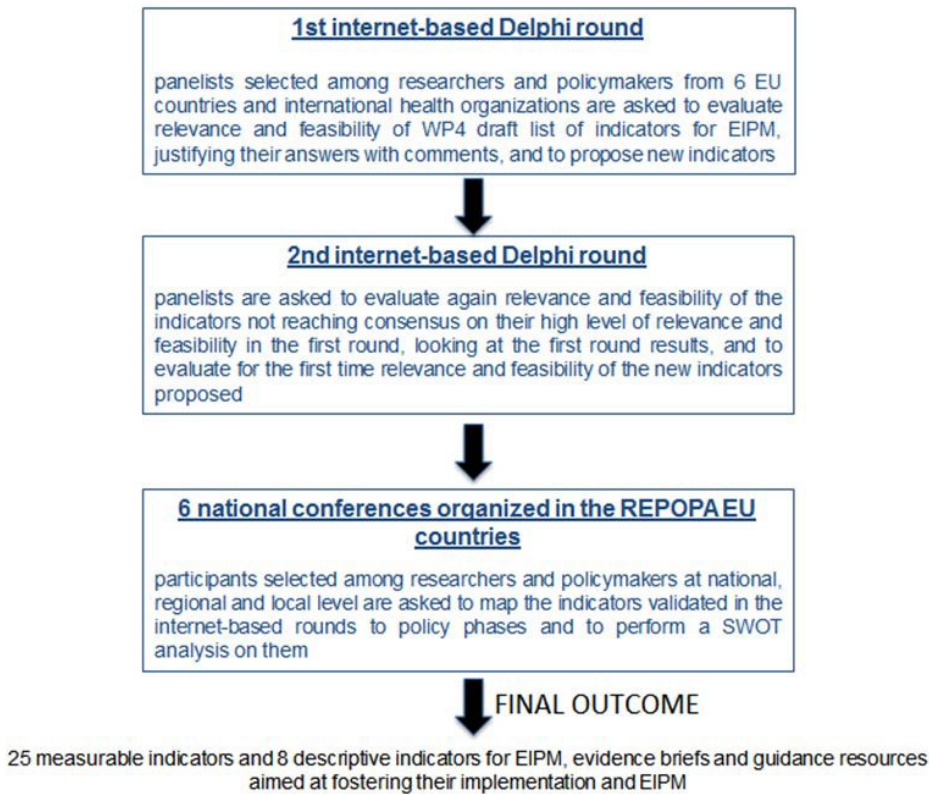 1st internet-based Delphi round
panelists selected among researchers and policymakers from 6 EU
countries and international health organizations are asked to evaluate
relevance and feasibility of WP4 draft list of indicators for EIPM,
justifying their answers with comments, and to propose new indicators
2nd internet-based Delphi round
panelists are asked to evaluate again relevance and feasibility of the
indicators not reaching consensus on their high level of relevance and
feasibility in the first round, looking at the first round results, and to
evaluate for the first time relevance and feasibility of the new indicators
proposed
6 national conferences organized in the REPOPA EU
countries
participants selected among researchers and policymakers at national,
regional and local level are asked to map the indicators validated in the
internet-based rounds to policy phases and to perform a SWOT
analysis on them
FINAL OUTCOME
25 measurable indicators and 8 descriptive indicators for EIPM, evidence briefs and guidance resources
aimed at fostering their implementation and EIPM